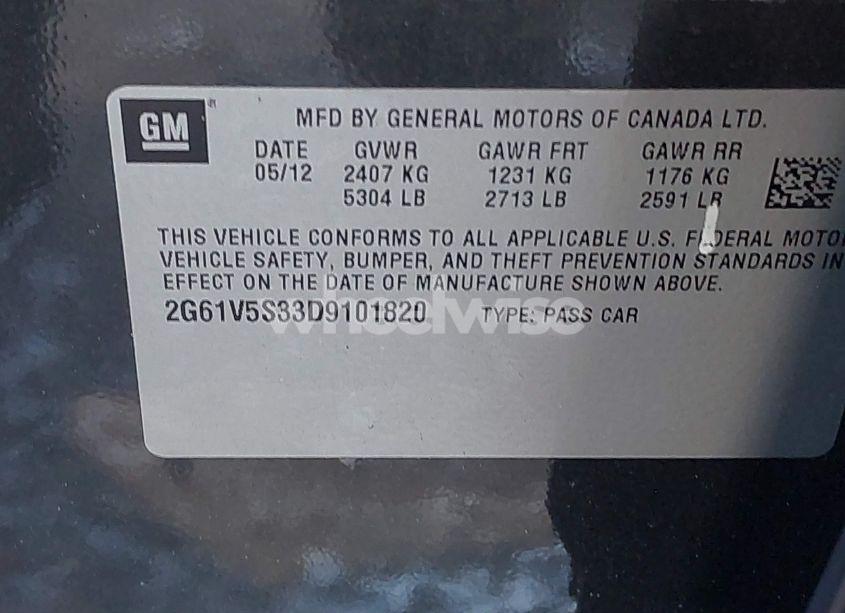 GM
MFD BY GENERAL MOTORS OF CANADA LTD.
DATE GVWR GAWR FRT GAWR RR
05/12 2407 KG 1231 KG 1176 KG
5304 LB 2713 LB 2591 LB
THIS VEHICLE CONFORMS TO ALL APPLICABLE U.S. FEDERAL MOTOR
VEHICLE SAFETY, BUMPER, AND THEFT PREVENTION STANDARDS IN
EFFECT ON THE DATE OF MANUFACTURE SHOWN ABOVE.
2G61V5S33D9101820 TYPE: PASS CAR
wheelwise